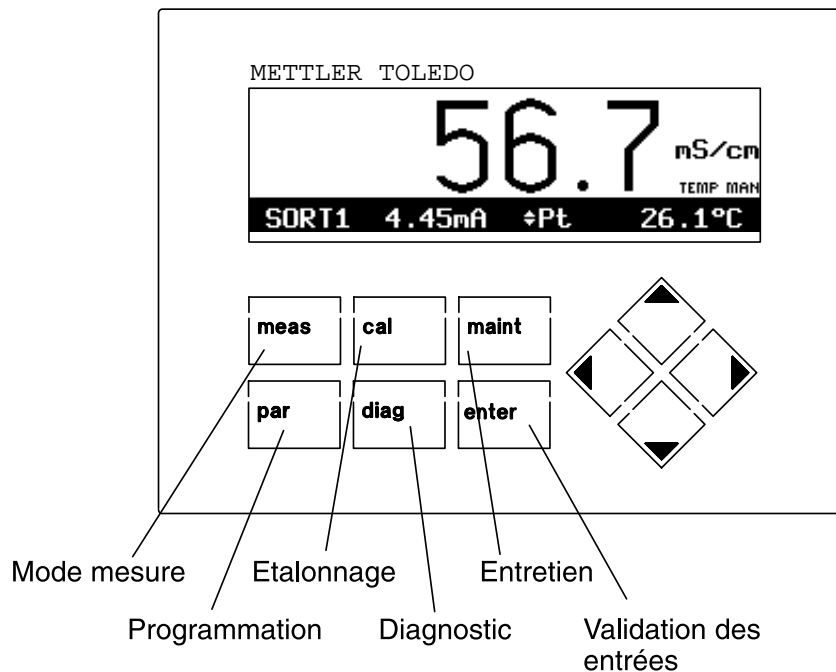 METTLER TOLEDO
56.7 mS/cm
TEMP MAN
SORT1 4.45mA ♦Pt 26.1°C
meas cal maint
par diag enter
Mode mesure Etalonnage Entretien
Programmation Diagnostic Validation des
entrées